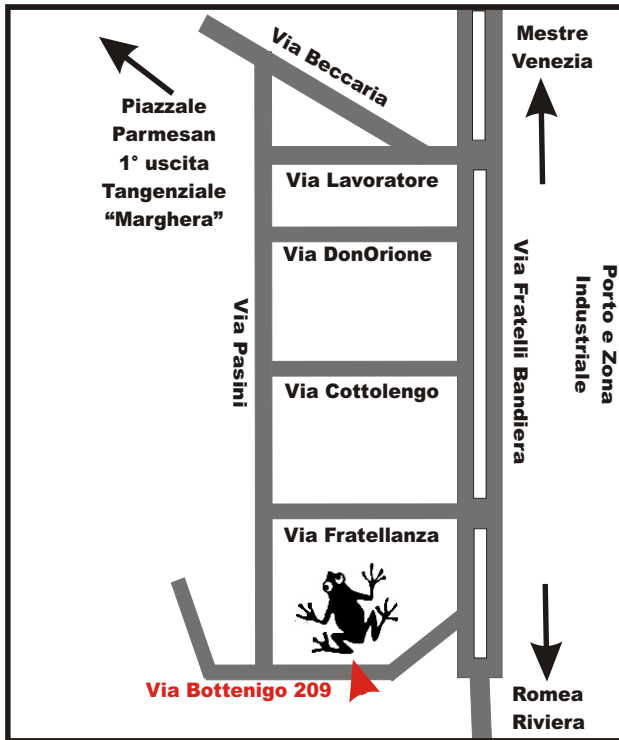 Mestre
Venezia
Via Beccaria
Piazzale
Parmesan
1° uscita
Tangenziale
“Marghera”
Via Lavoratore
Via DonOrione
Via Pasini
Via Fratelli Bandiera
Porto e Zona
Industriale
Via Cottolengo
Via Fratellanza
Via Bottenigo 209
Romea
Riviera